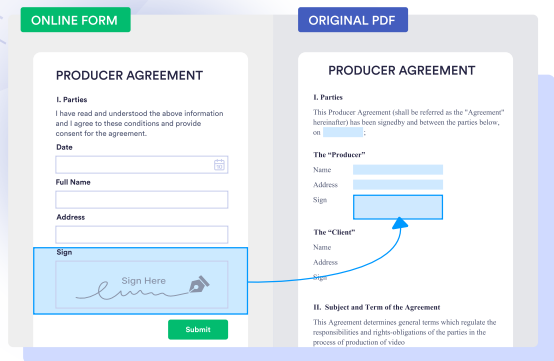 ONLINE FORM
PRODUCER AGREEMENT
I. Parties
I have read and understood the above information
and I agree to these conditions and provide
consent for the agreement.
Date
Full Name
Address
Sign
Sign Here
Submit
ORIGINAL PDF
PRODUCER AGREEMENT
I. Parties
This Producer Agreement (shall be referred as the "Agreement"
hereinafter) has been signedby and between the parties below,
on ;
The “Producer”
Name
Address
Sign
The “Client”
Name
Address
Sign
II. Subject and Term of the Agreement
This Agreement determines general terms which regulate the
responsibilities and rights-obligations of the parties in the
process of production of video